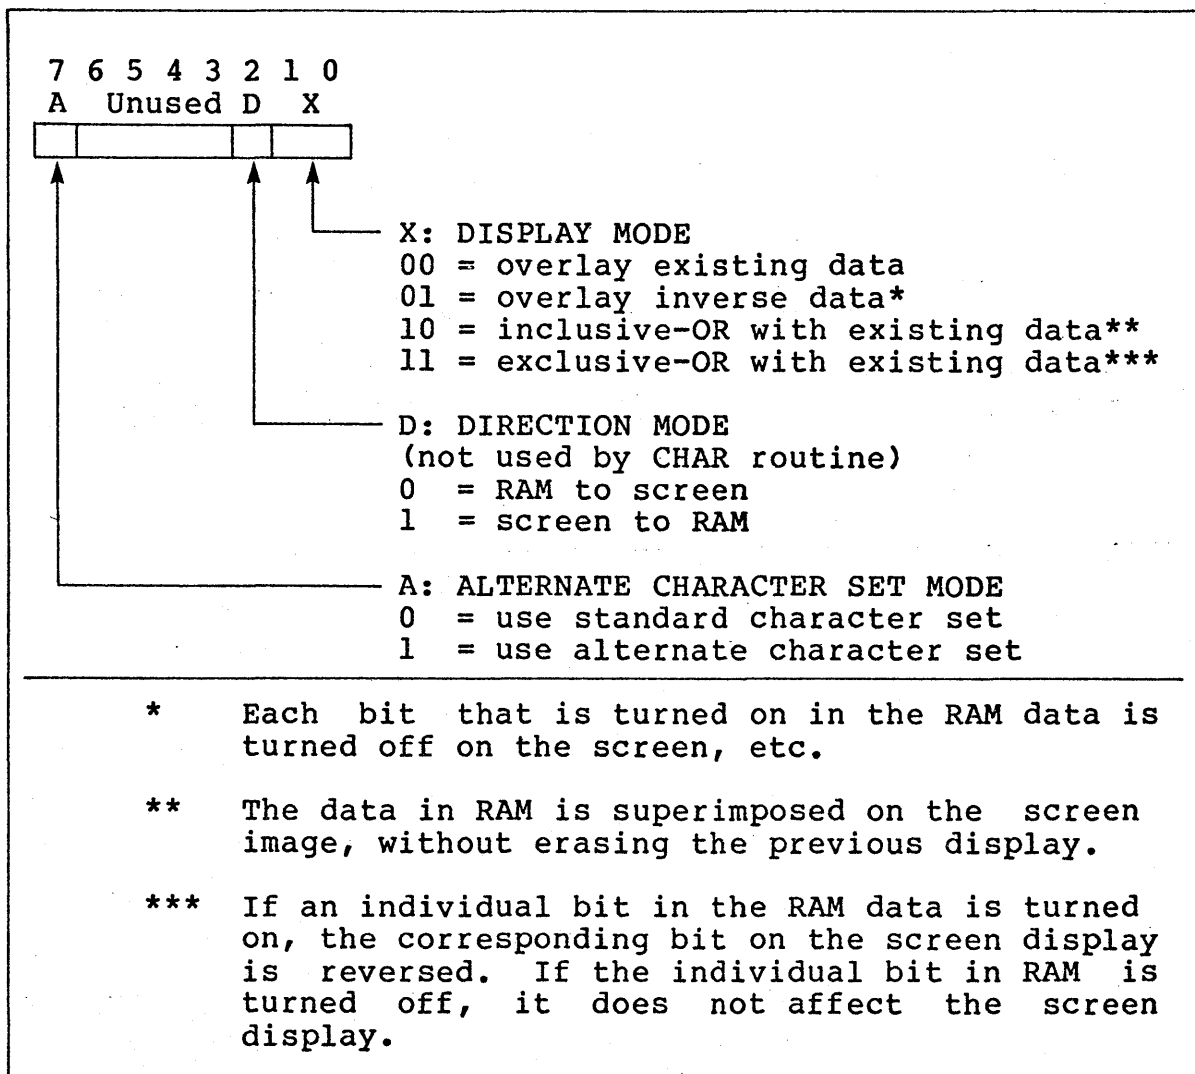 7 6 5 4 3 2 1 0
A Unused D X
X: DISPLAY MODE
00 = overlay existing data
01 = overlay inverse data*
10 = inclusive-OR with existing data**
11 = exclusive-OR with existing data***
D: DIRECTION MODE
(not used by CHAR routine)
0 = RAM to screen
1 = screen to RAM
A: ALTERNATE CHARACTER SET MODE
0 = use standard character set
1 = use alternate character set
* Each bit that is turned on in the RAM data is
turned off on the screen, etc.
** The data in RAM is superimposed on the screen
image, without erasing the previous display.
*** If an individual bit in the RAM data is turned
on, the corresponding bit on the screen display
is reversed. If the individual bit in RAM is
turned off, it does not affect the screen
display.